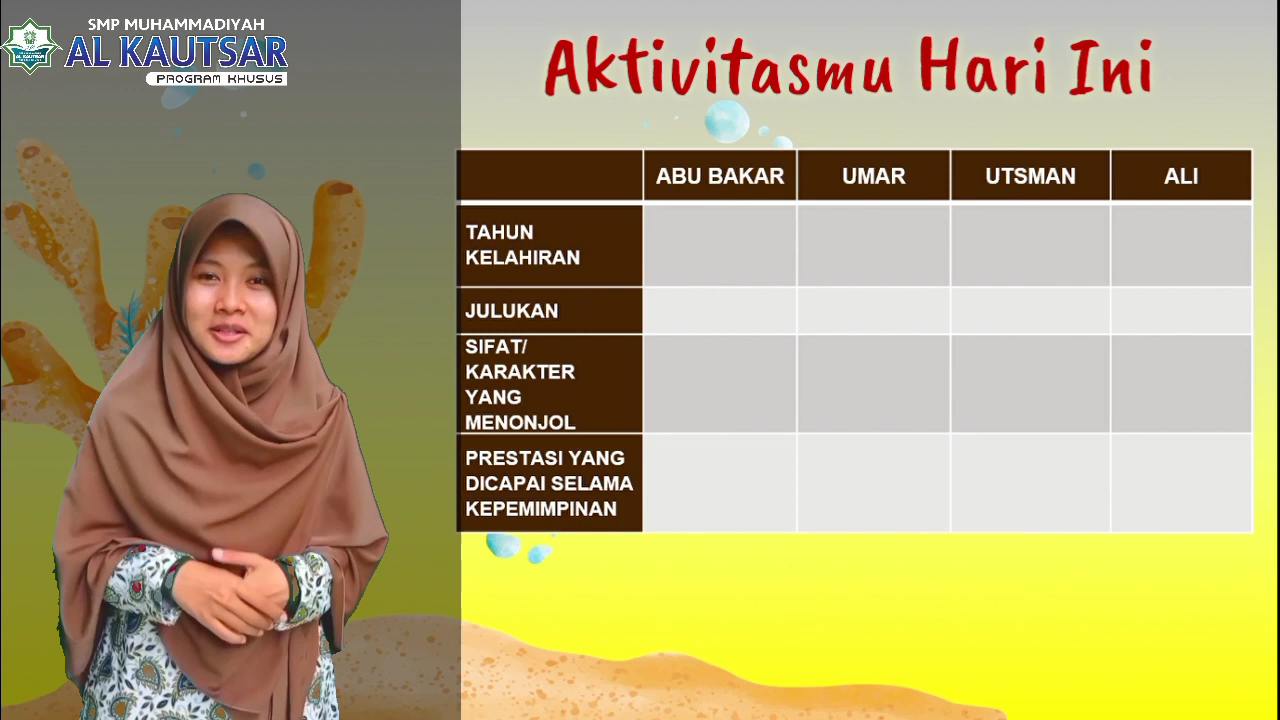 SMP MUHAMMADIYAH
AL KAUTSAR
PROGRAM KHUSUS
Aktivitasmu Hari Ini
ABU BAKAR UMAR UTSMAN ALI
TAHUN
KELAHIRAN
JULUKAN
SIFAT/
KARAKTER
YANG
MENONJOL
PRESTASI YANG
DICAPAI SELAMA
KEPEMIMPINAN